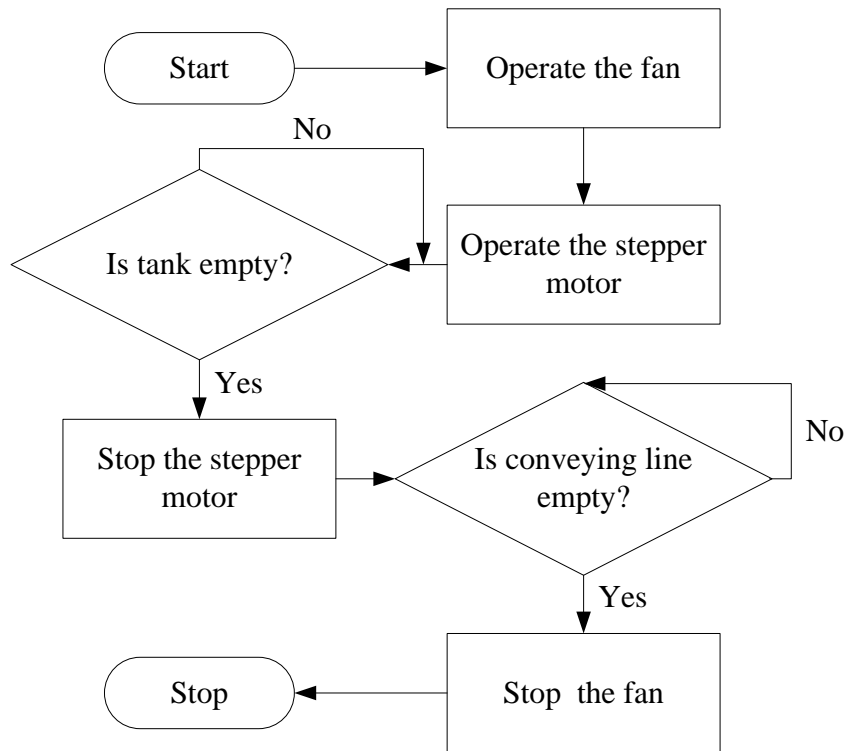 Start
Operate the fan
No
Is tank empty?
Operate the stepper
motor
Yes
Stop the stepper
motor
Is conveying line
empty?
No
Yes
Stop
Stop  the fan